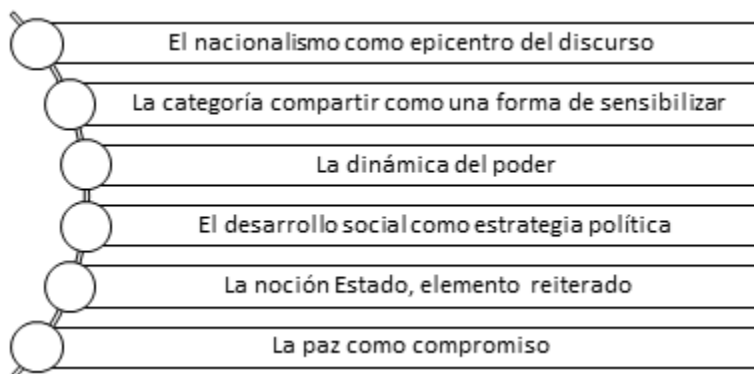 El nacionalismo como epicentro del discurso
La categoría compartir como una forma de sensibilizar
La dinámica del poder
El desarrollo social como estrategia política
La noción Estado, elemento reiterado
La paz como compromiso